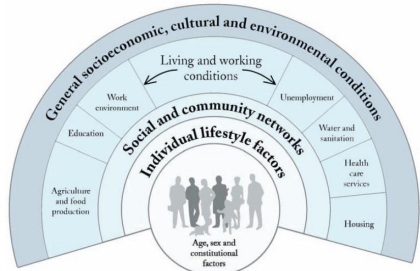 General socioeconomic, cultural and environmental conditions
Living and working
conditions
Work
environment
Unemployment
Education
Water and
sanitation
Social and community networks
Individual lifestyle factors
Health
care
services
Agriculture
and food
production
Housing
Age, sex and
constitutional
factors